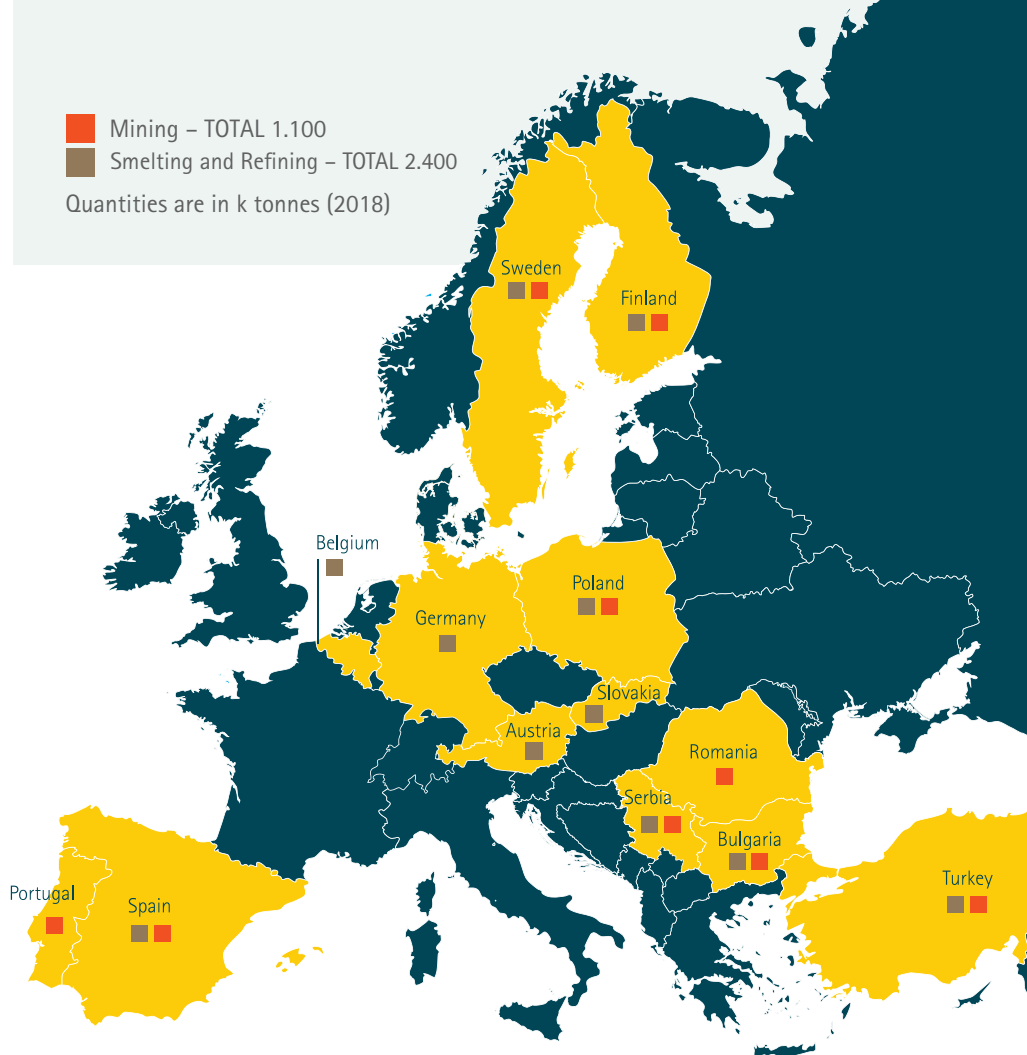 Mining – TOTAL 1.100
Smelting and Refining – TOTAL 2.400
Quantities are in k tonnes (2018)
Sweden
Finland
Belgium
Poland
Germany
Slovakia
Austria
Romania
Serbia
Bulgaria
Turkey
Portugal
Spain